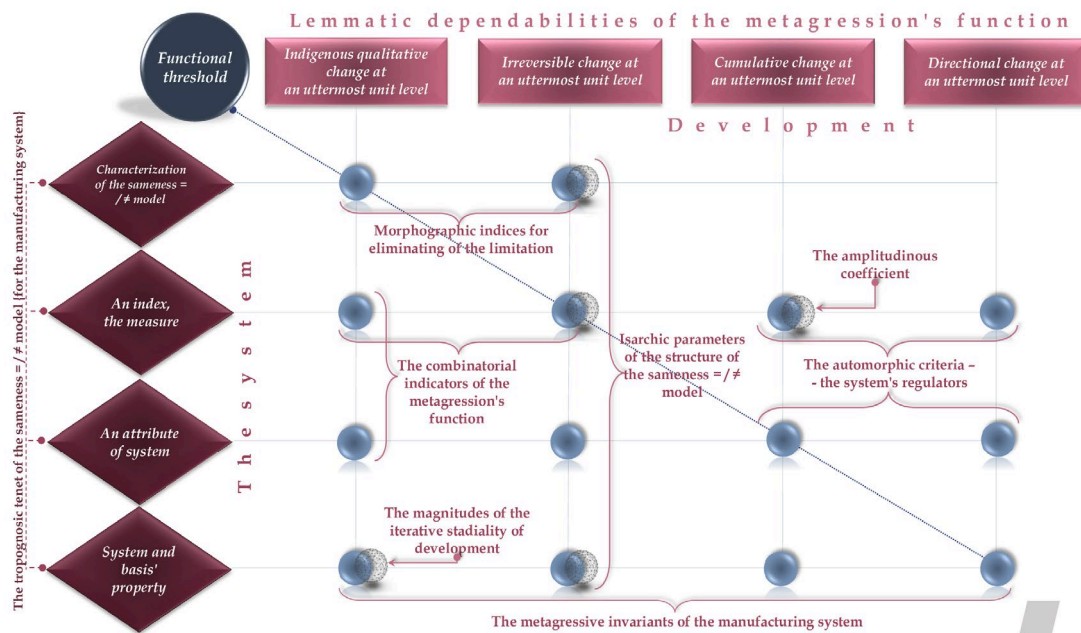 Lemmatic dependabilities of the metagression's function
Functional
threshold
Indigenous qualitative
change at
an uttermost unit level
Irreversible change at
an uttermost unit level
Cumulative change at
an uttermost unit level
Directional change at
an uttermost unit level
Development
The tropognosic tenet of the sameness =/≠ model [for the manufacturing system]
The system
Characterization
of the sameness =
/ ≠ model
Morphographic indices for
eliminating of the limitation
The amplitudinous
coefficient
An index,
the measure
Isarchic parameters
of the structure of
the sameness =/≠
model
The combinatorial
indicators of the
metagression's
function
The automorphic criteria –
- the system's regulators
An attribute
of system
The magnitudes of the
iterative stadiality of
development
System and
basis'
property
The metagressive invariants of the manufacturing system